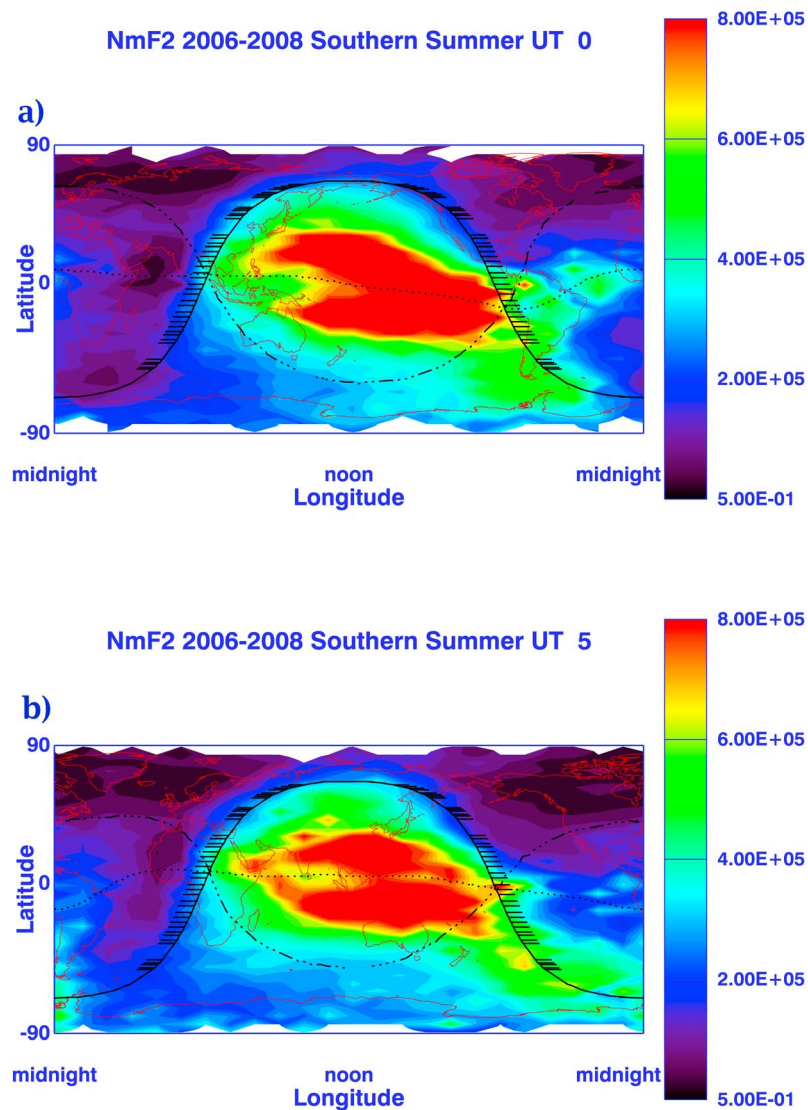 NmF2 2006-2008 Southern Summer UT 0
8.00E+05
a)
90
6.00E+05
4.00E+05
Latitude
0
2.00E+05
-90
midnight noon midnight
Longitude
5.00E-01
NmF2 2006-2008 Southern Summer UT 5
8.00E+05
b)
90
6.00E+05
4.00E+05
Latitude
0
2.00E+05
-90
midnight noon midnight
Longitude
5.00E-01